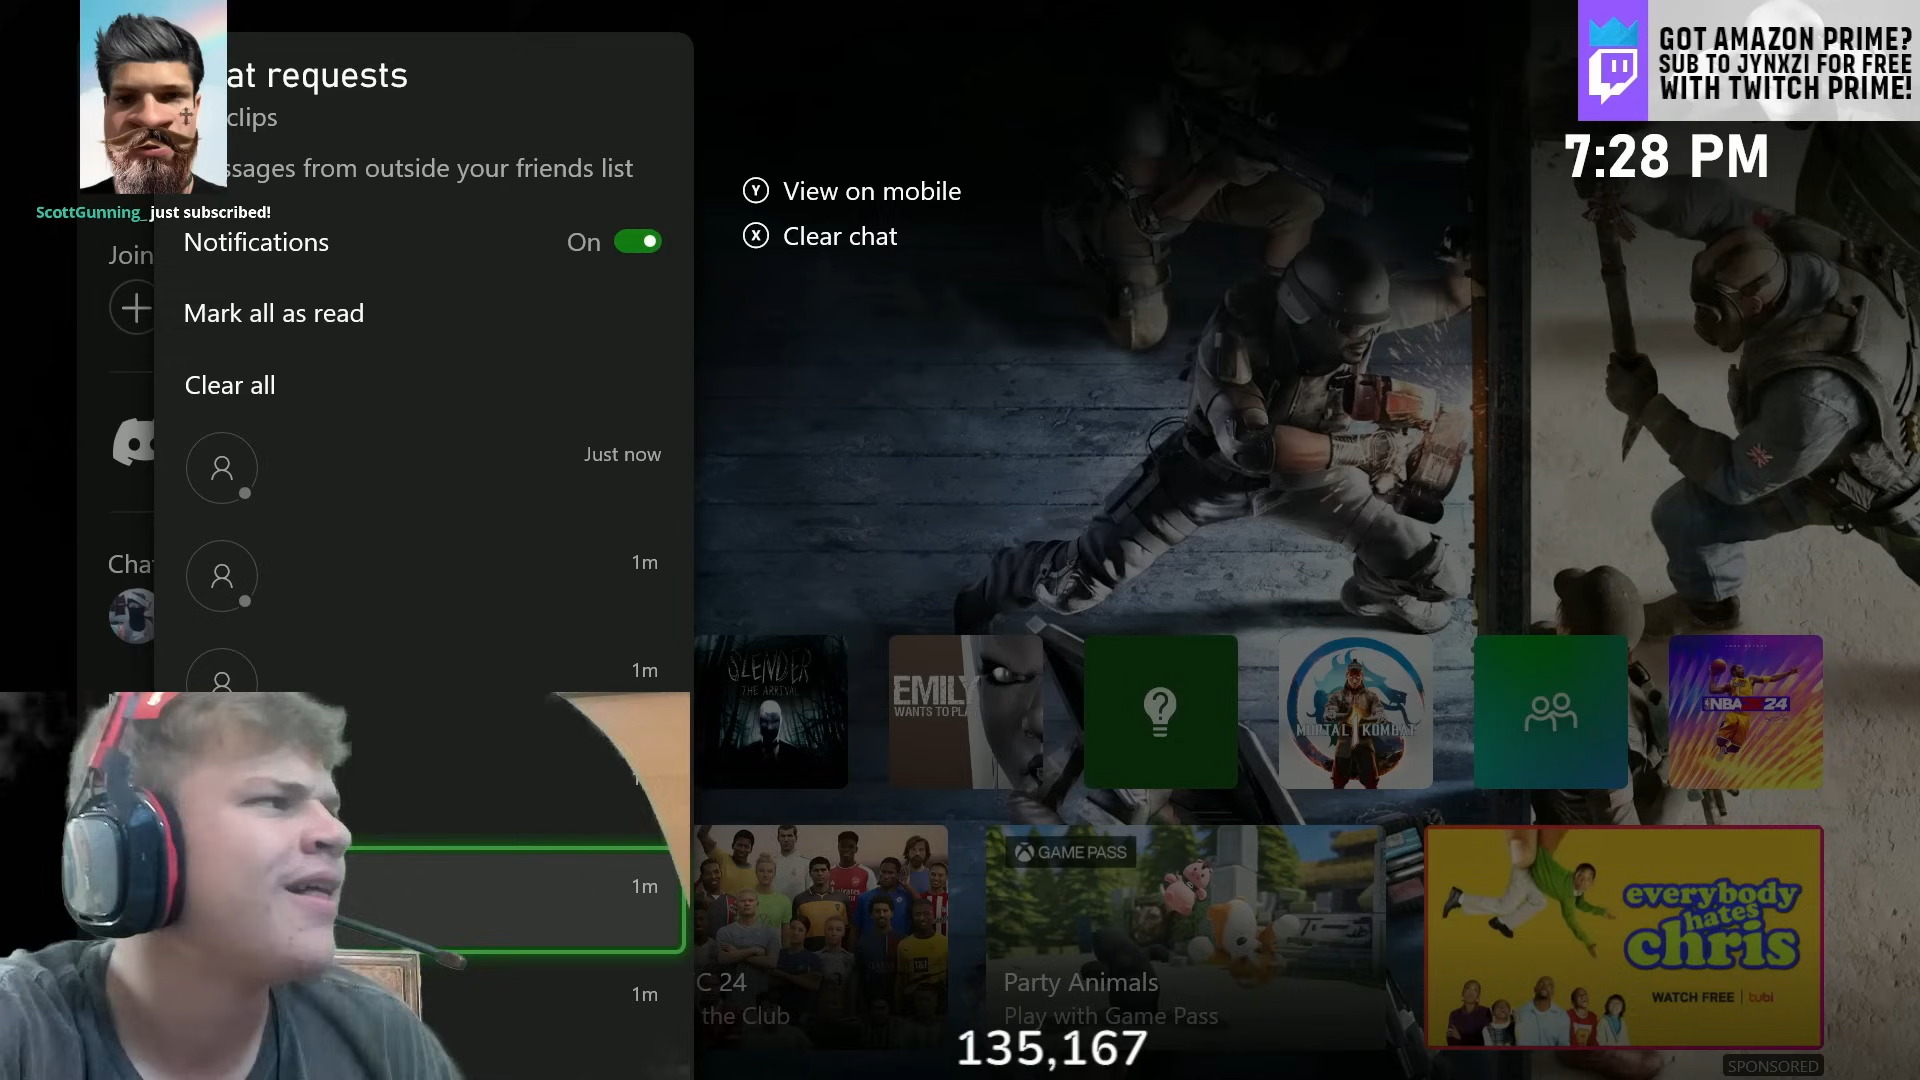 at requests
clips
ssages from outside your friends list
ScottGunning_ just subscribed!
Notifications
On
Join
Mark all as read
Clear all
Just now
1m
Chat
1m
1m
1m
Y View on mobile
X Clear chat
GOT AMAZON PRIME?
SUB TO JYNXZI FOR FREE
WITH TWITCH PRIME!
7:28 PM
SLENDER
THE ARRIVAL
EMILY
WANTS TO PLA
MORTAL KOMBAT
NBA 24
C 24
the Club
GAME PASS
Party Animals
Play with Game Pass
everybody
hates
chris
WATCH FREE | tubi
135,167
SPONSORED